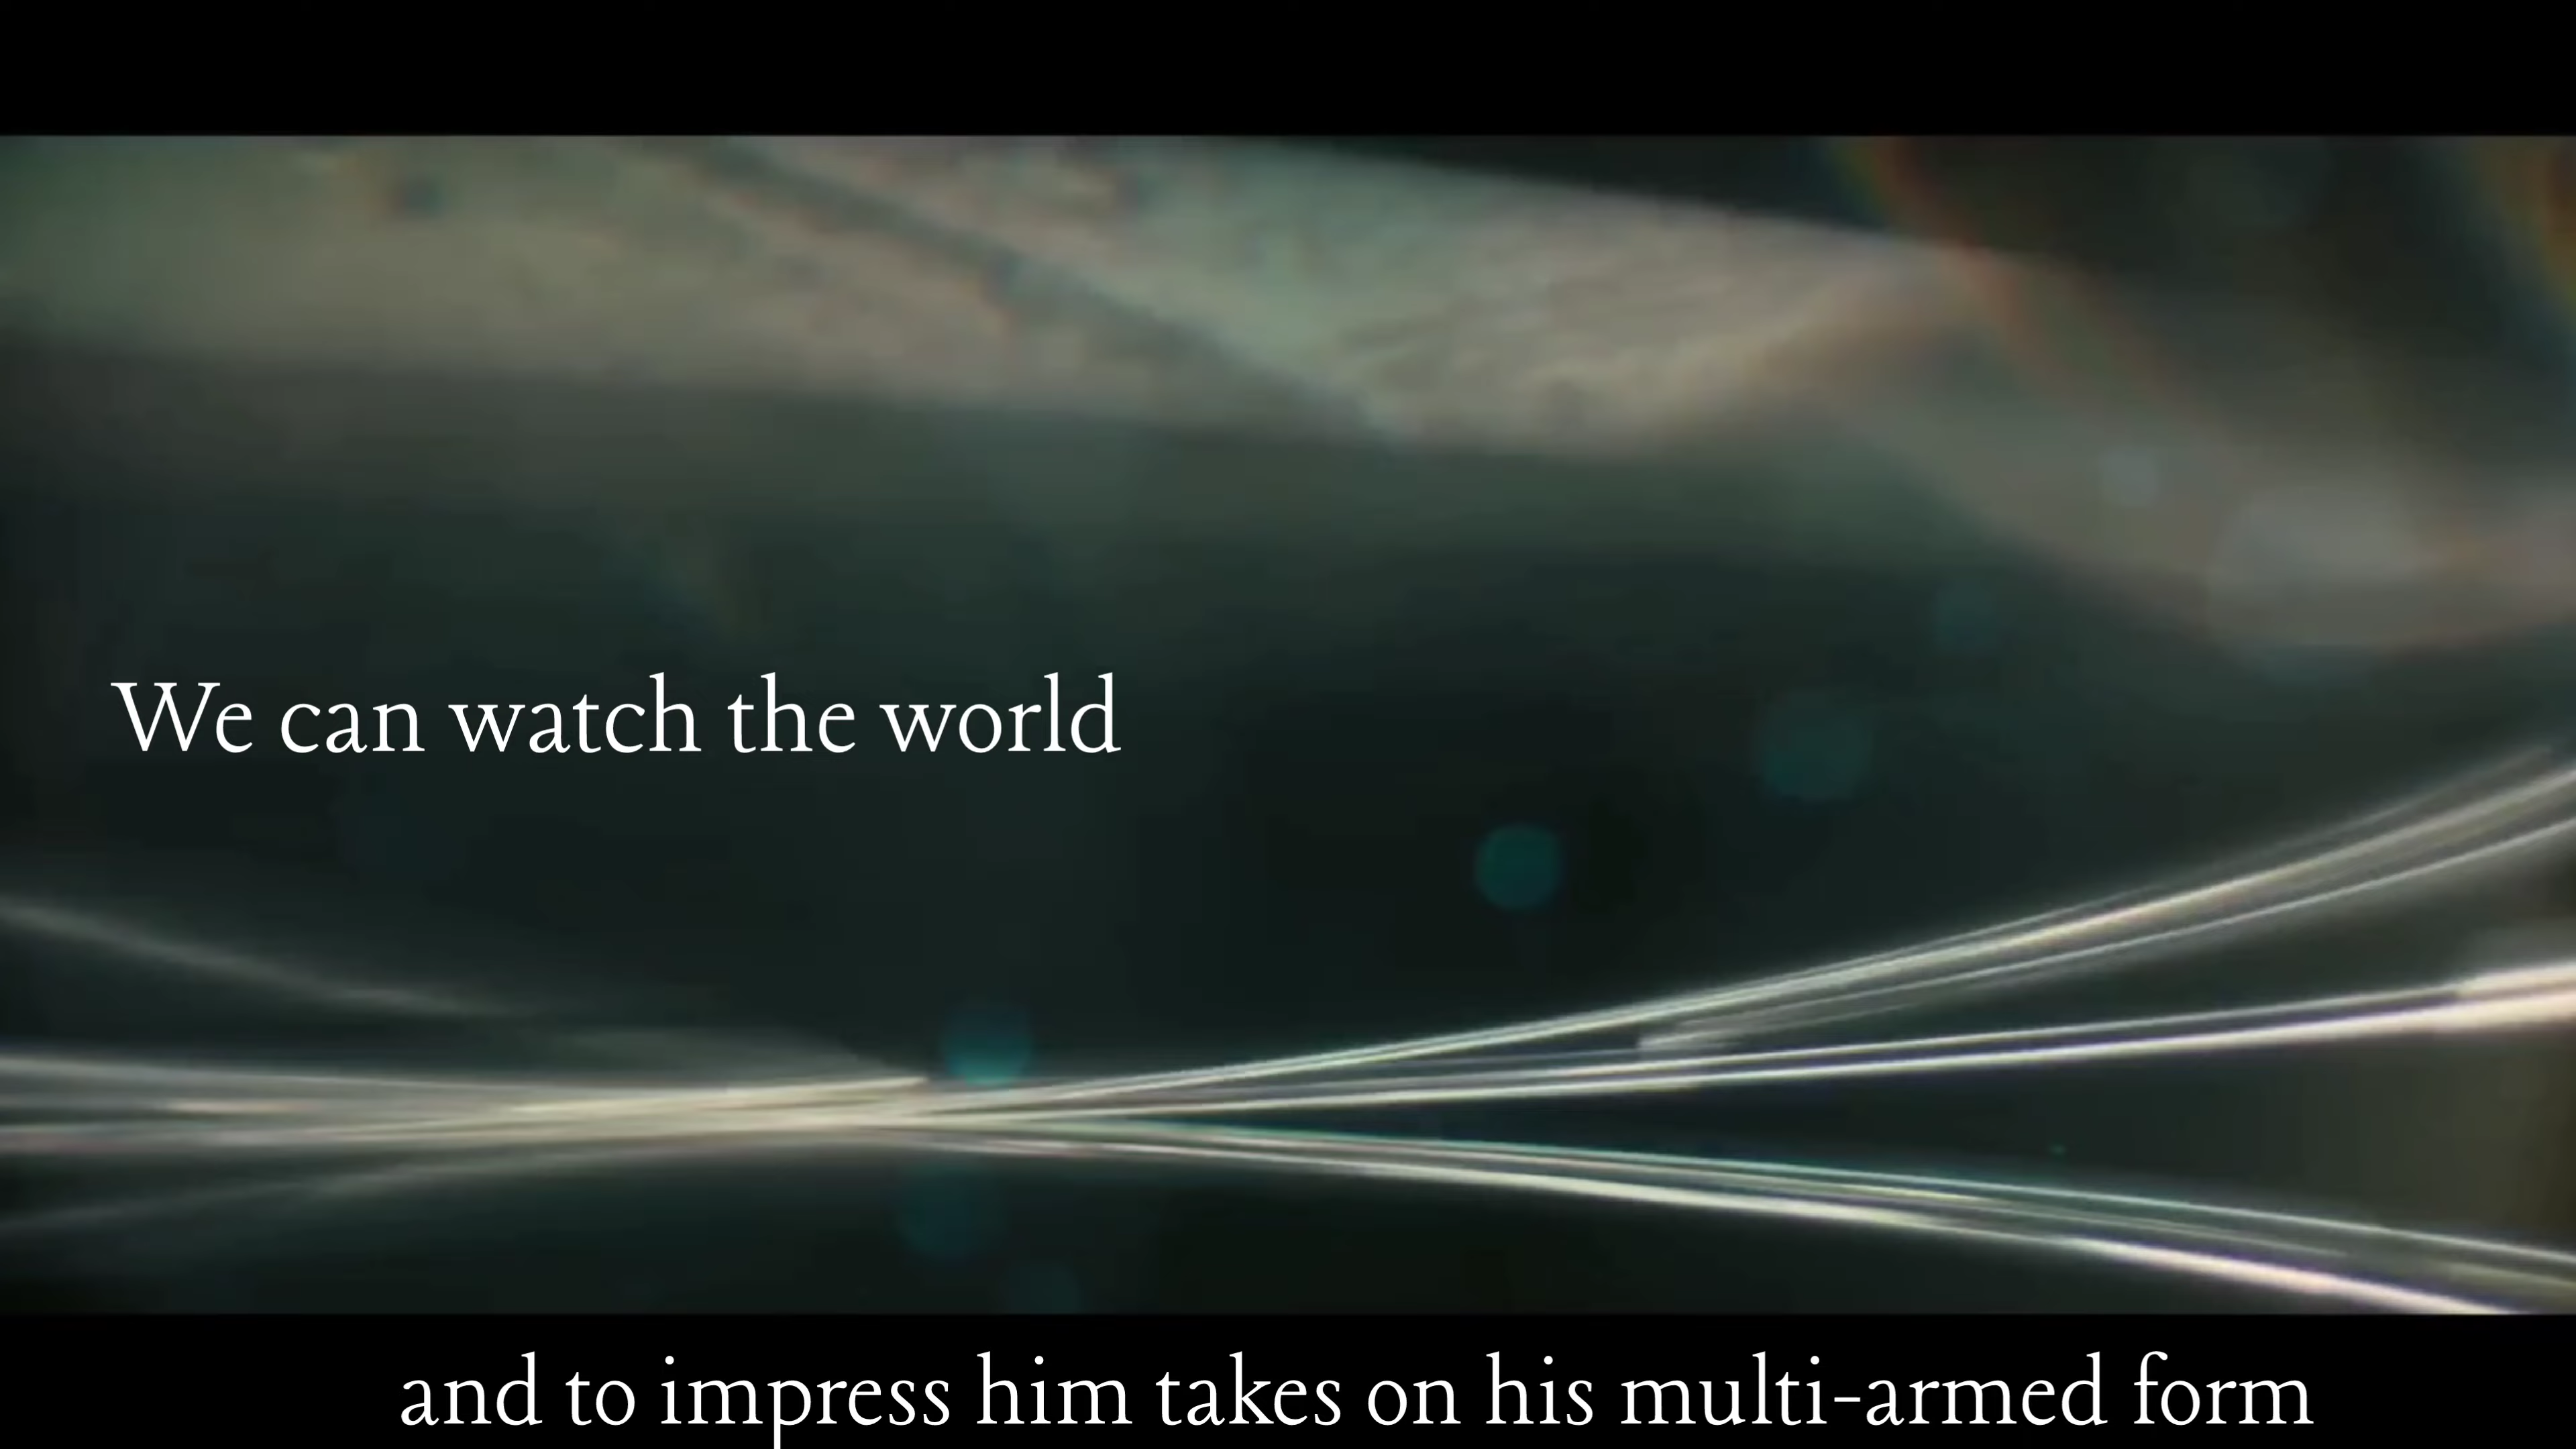 We can watch the world
and to impress him takes on his multi-armed form